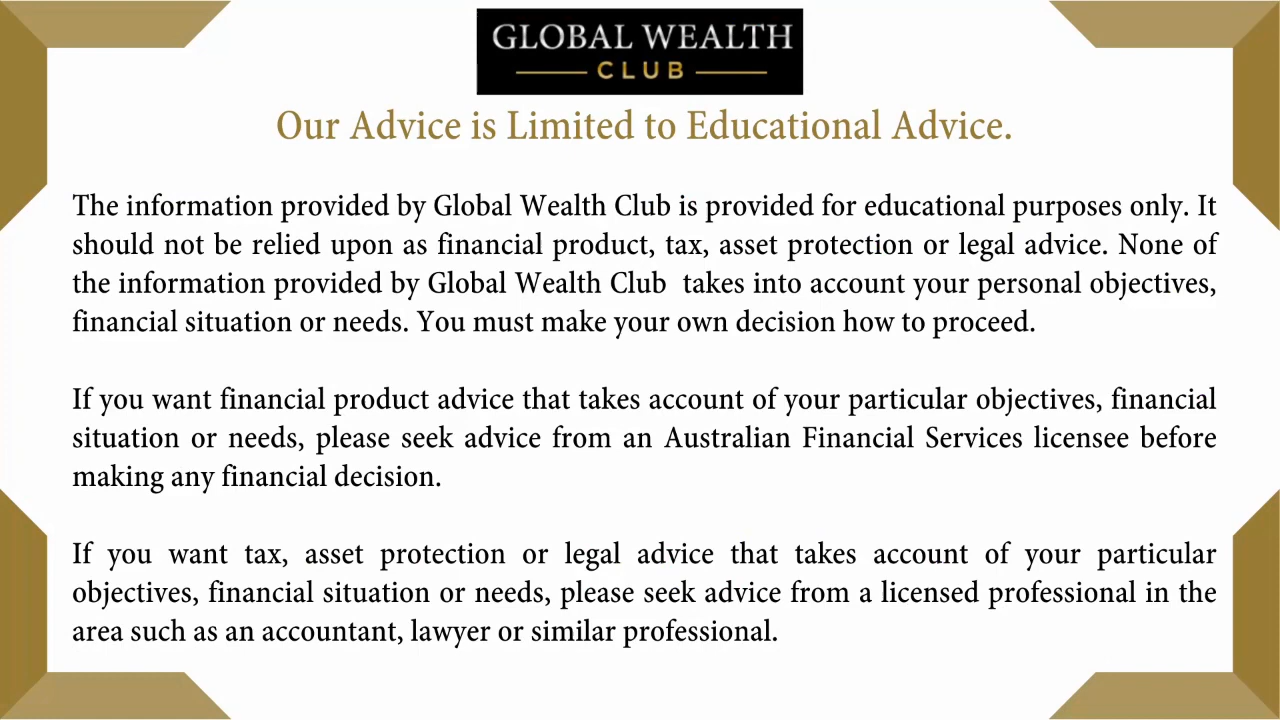 GLOBAL WEALTH
CLUB
Our Advice is Limited to Educational Advice.
The information provided by Global Wealth Club is provided for educational purposes only. It
should not be relied upon as financial product, tax, asset protection or legal advice. None of
the information provided by Global Wealth Club  takes into account your personal objectives,
financial situation or needs. You must make your own decision how to proceed.
If you want financial product advice that takes account of your particular objectives, financial
situation or needs, please seek advice from an Australian Financial Services licensee before
making any financial decision.
If you want tax, asset protection or legal advice that takes account of your particular
objectives, financial situation or needs, please seek advice from a licensed professional in the
area such as an accountant, lawyer or similar professional.